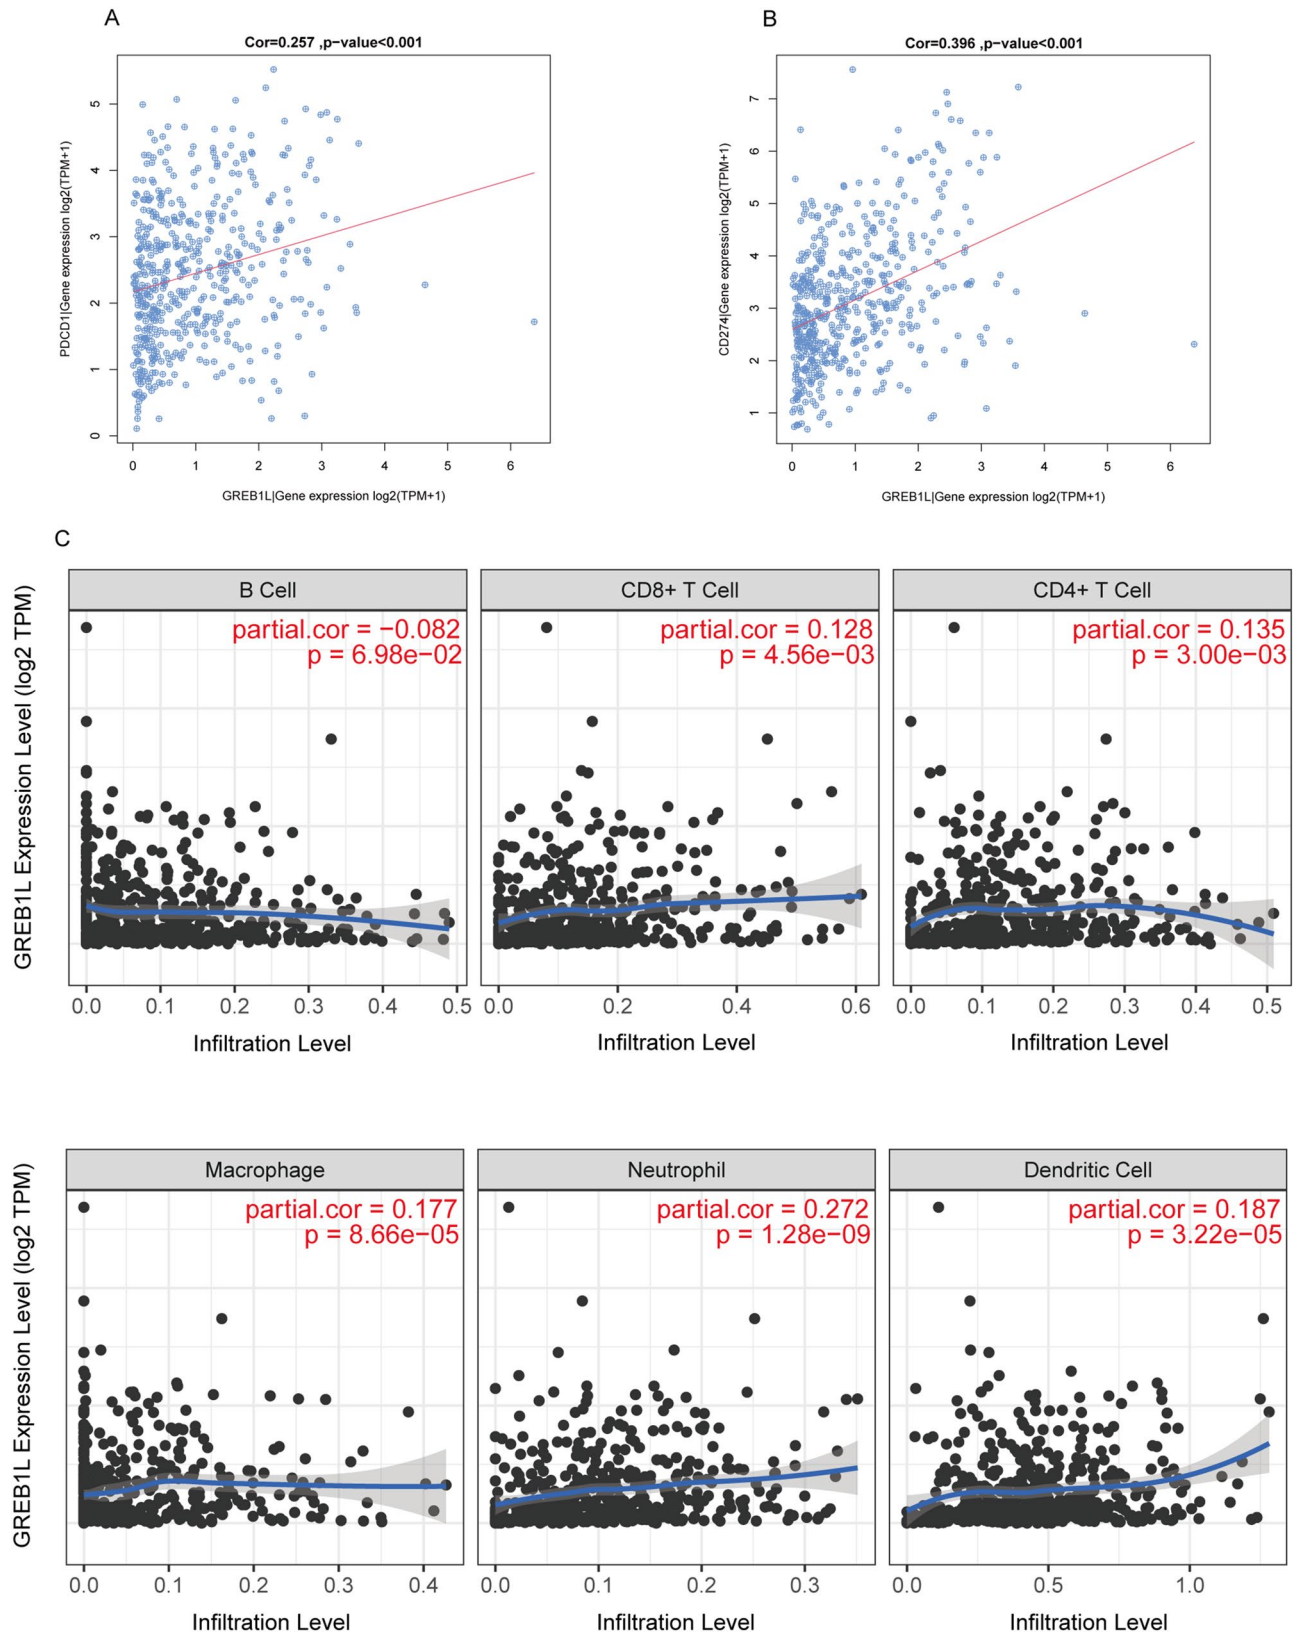 A
Cor=0.257 ,p-value<0.001
PDCD1|Gene expression log2(TPM+1)
5
4
3
2
1
0
0 1 2 3 4 5 6
GREB1L|Gene expression log2(TPM+1)
B
Cor=0.396 ,p-value<0.001
CD274|Gene expression log2(TPM+1)
7
6
5
4
3
2
1
0 1 2 3 4 5 6
GREB1L|Gene expression log2(TPM+1)
C
GREB1L Expression Level (log2 TPM)
B Cell
partial.cor = −0.082
p = 6.98e−02
0.0 0.1 0.2 0.3 0.4 0.5
Infiltration Level
CD8+ T Cell
partial.cor = 0.128
p = 4.56e−03
0.0 0.2 0.4 0.6
Infiltration Level
CD4+ T Cell
partial.cor = 0.135
p = 3.00e−03
0.0 0.1 0.2 0.3 0.4 0.5
Infiltration Level
GREB1L Expression Level (log2 TPM)
Macrophage
partial.cor = 0.177
p = 8.66e−05
0.0 0.1 0.2 0.3 0.4
Infiltration Level
Neutrophil
partial.cor = 0.272
p = 1.28e−09
0.0 0.1 0.2 0.3
Infiltration Level
Dendritic Cell
partial.cor = 0.187
p = 3.22e−05
0.0 0.5 1.0
Infiltration Level